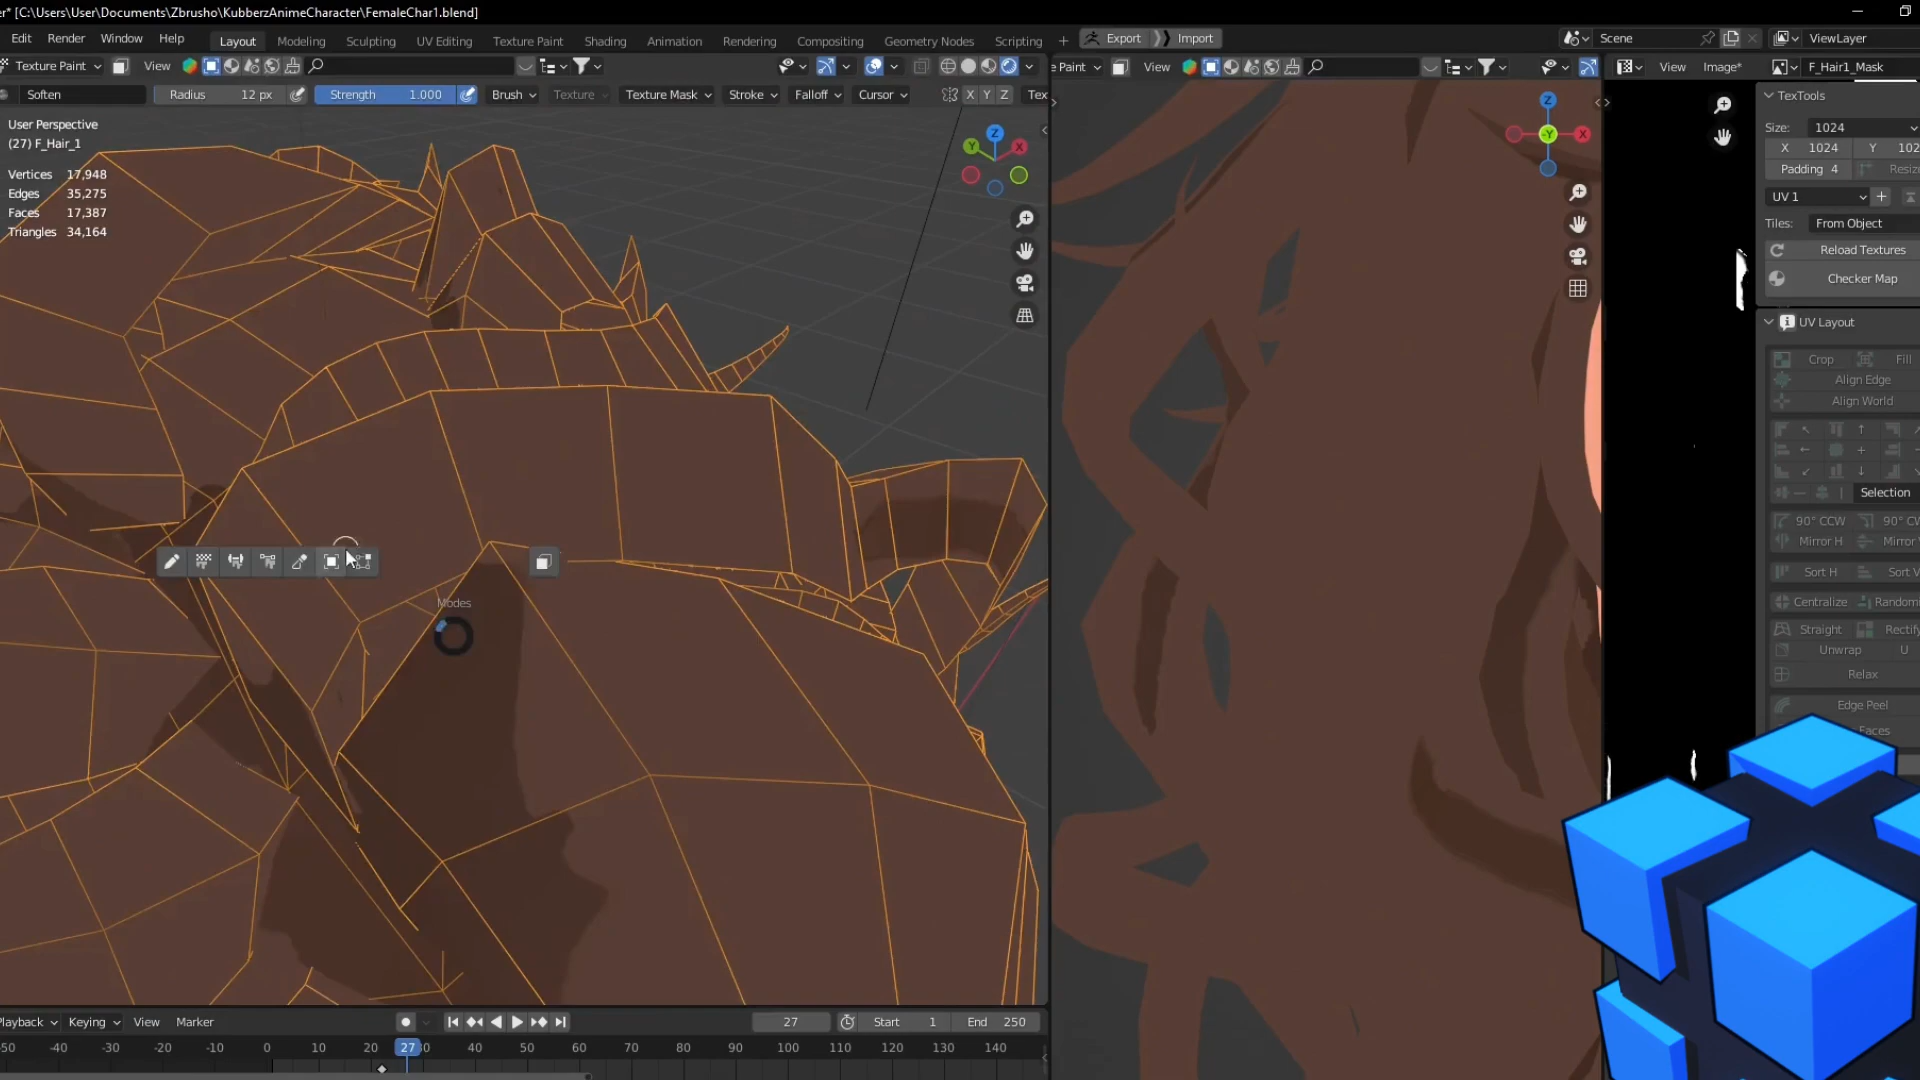 er* [C:\Users\User\Documents\Zbrusho\KubberzAnimeCharacter\FemaleChar1.blend]
Edit Render Window Help Layout Modeling Sculpting UV Editing Texture Paint Shading Animation Rendering Compositing Geometry Nodes Scripting + Export Import Scene ViewLayer
Texture Paint View
Paint View
View Image* F_Hair1_Mask
Soften Radius 12 px Strength 1.000 Brush Texture Texture Mask Stroke Falloff Cursor X Y Z Tex
User Perspective
(27) F_Hair_1
Vertices 17,948
Edges 35,275
Faces 17,387
Triangles 34,164
Z
Y X
Z
-Y X
TexTools
Size: 1024
X 1024 Y 102
Padding 4 Resize
UV 1
Tiles: From Object
Reload Textures
Checker Map
UV Layout
Crop Fill
Align Edge
Align World
Selection
90° CCW 90° CW
Mirror H Mirror V
Sort H Sort V
Centralize Randomi
Straight Rectify
Unwrap U
Relax
Edge Peel
Faces
Modes
Playback Keying View Marker 27 Start 1 End 250
-50 -40 -30 -20 -10 0 10 20 27 30 40 50 60 70 80 90 100 110 120 130 140